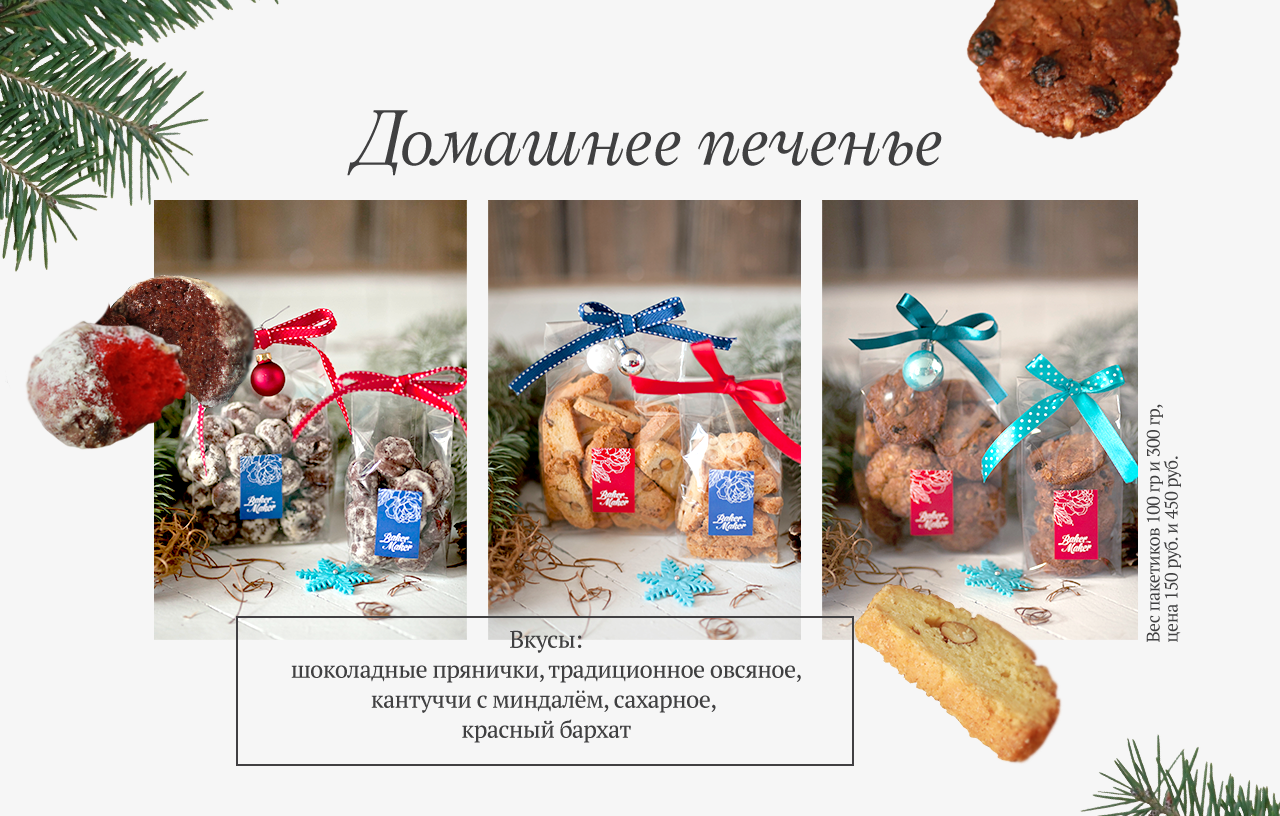 Домашнее печенье
Baker
Maker
Baker
Maker
Baker
Maker
Baker
Maker
Baker
Maker
Baker
Maker
Вес пакетиков 100 гр и 300 гр,
цена 150 руб. и 450 руб.
Вкусы:
шоколадные прянички, традиционное овсяное,
кантуччи с миндалём, сахарное,
красный бархат